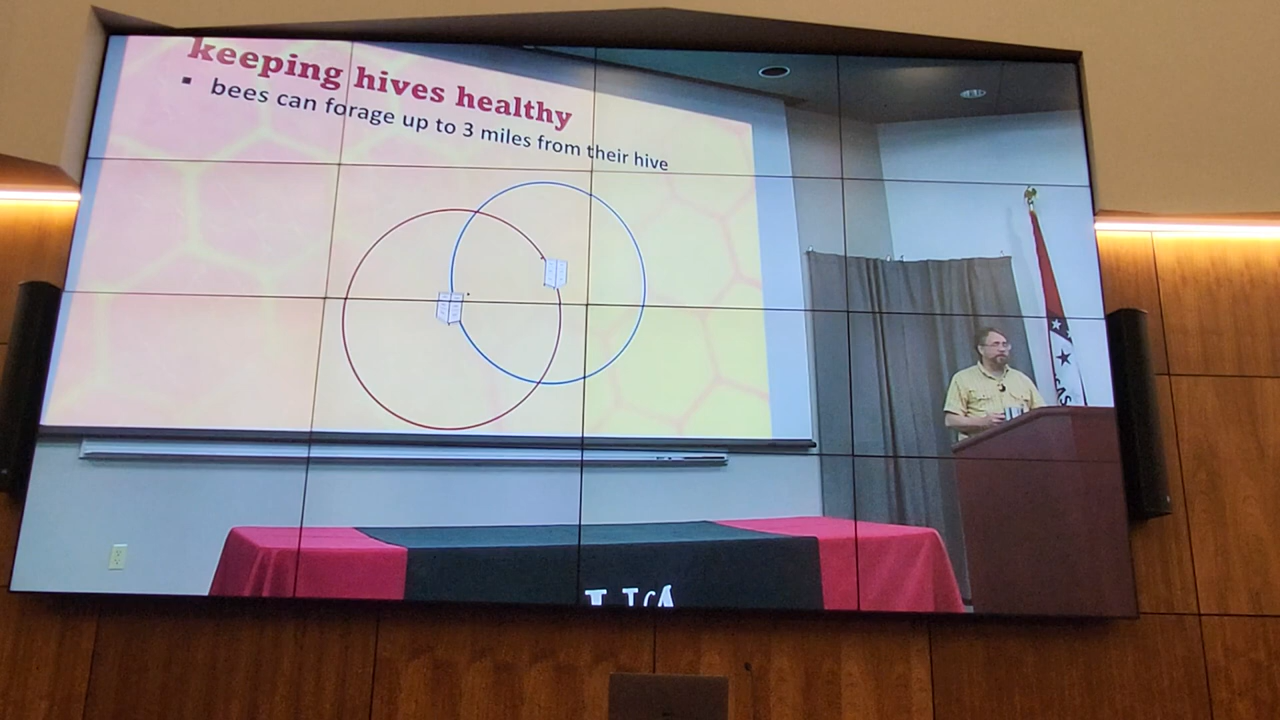 keeping hives healthy
▪ bees can forage up to 3 miles from their hive